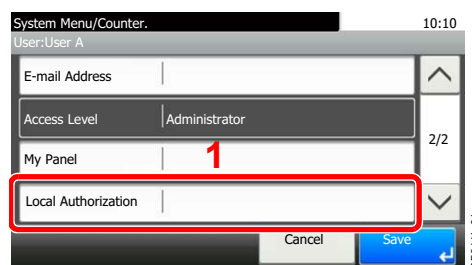 System Menu/Counter. 10:10
User:User A
E-mail Address
Access Level Administrator
2/2
My Panel 1
Local Authorization
Cancel Save